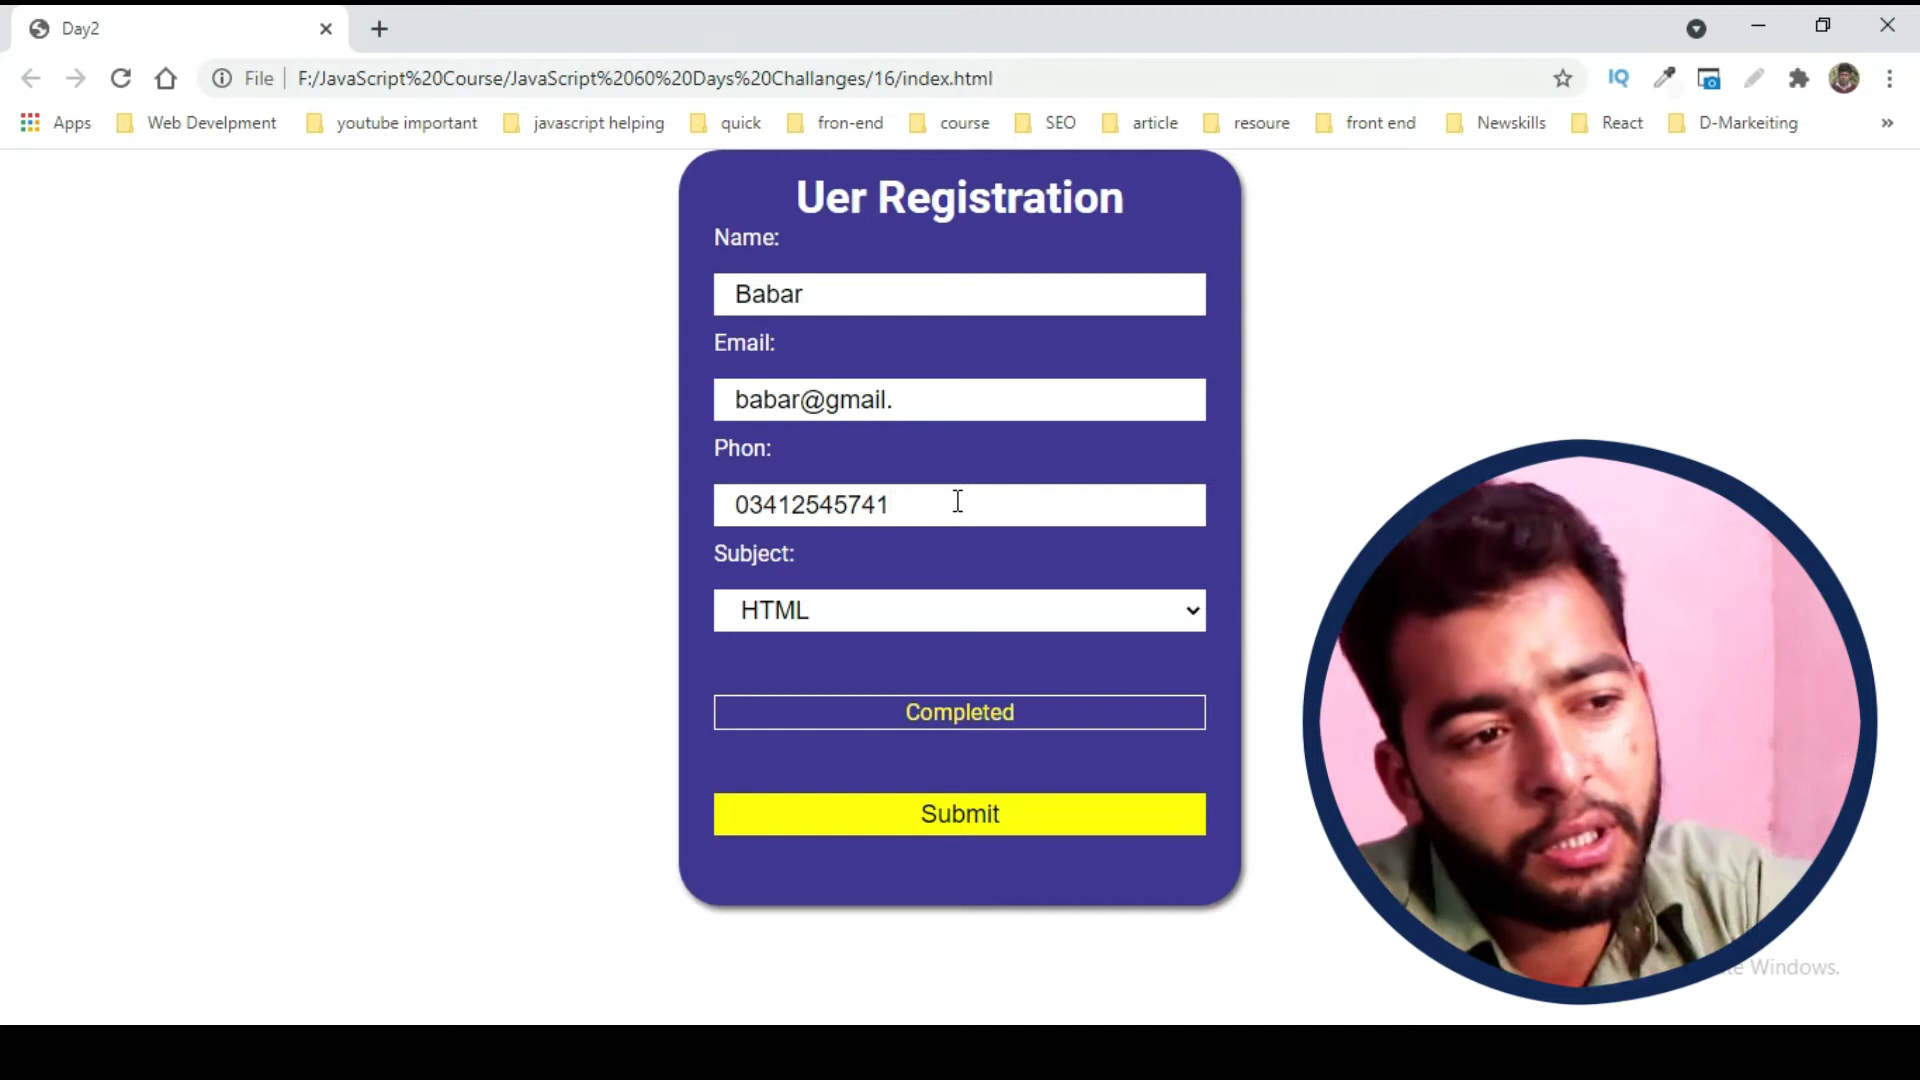 Day2
File
F:/JavaScript%20Course/JavaScript%2060%20Days%20Challanges/16/index.html
IQ
Apps Web Develpment youtube important javascript helping quick fron-end course SEO article resoure front end Newskills React D-Markeiting »
Uer Registration
Name:
Babar
Email:
babar@gmail.
Phon:
03412545741
Subject:
HTML
Completed
Submit
Windows.